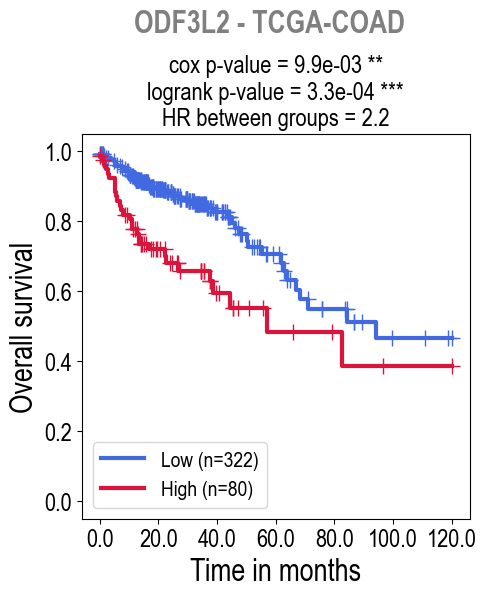 ODF3L2 - TCGA-COAD
cox p-value = 9.9e-03 **
logrank p-value = 3.3e-04 ***
HR between groups = 2.2
1.0
0.8
0.6
0.4
0.2
0.0
Overall survival
Low (n=322)
High (n=80)
0.0 20.0 40.0 60.0 80.0 100.0 120.0
Time in months